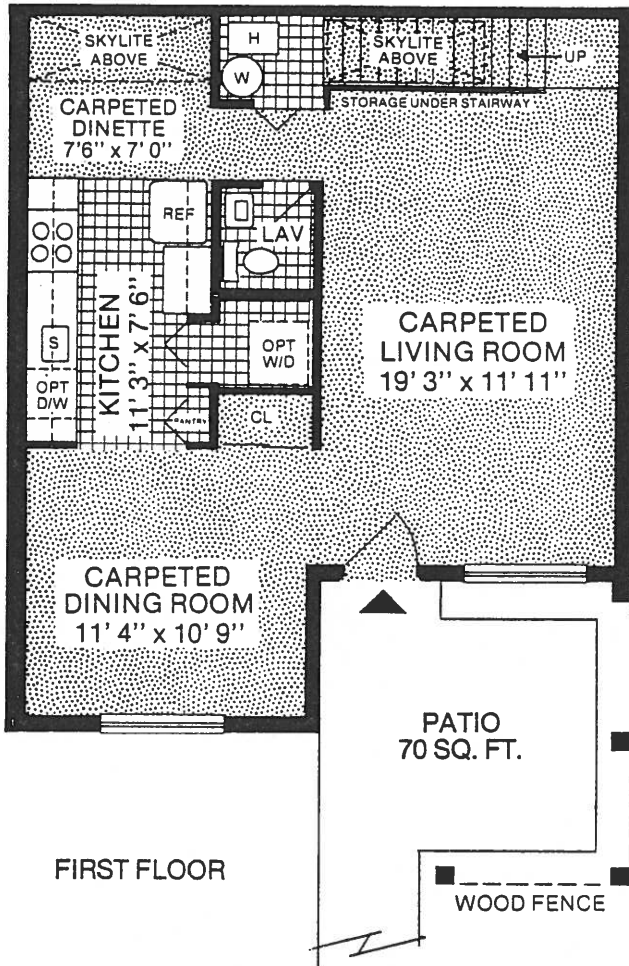 SKYLITE
ABOVE
H
W
SKYLITE
ABOVE
UP
STORAGE UNDER STAIRWAY
CARPETED
DINETTE
7'6" x 7'0"
REF
LAV
KITCHEN
11'3" x 7'6"
S
OPT
D/W
OPT
W/D
PANTRY
CL
CARPETED
LIVING ROOM
19'3" x 11'11"
CARPETED
DINING ROOM
11'4" x 10'9"
PATIO
70 SQ. FT.
FIRST FLOOR
WOOD FENCE